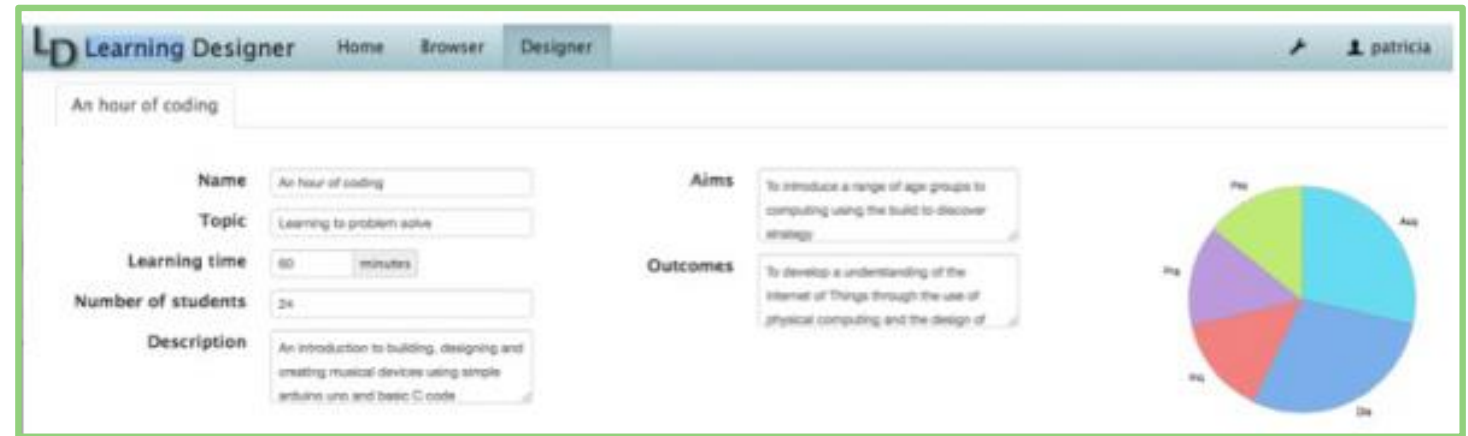 LD Learning Designer Home Browser Designer patricia
An hour of coding
Name An hour of coding
Topic Learning to problem solve
Learning time 60 minutes
Number of students 24
Description An introduction to building, designing and
creating musical devices using simple
arduino uno and basic C code
Aims To introduce a range of age groups to
computing using the build to discover
strategy
Outcomes To develop a understanding of the
internet of Things through the use of
physical computing and the design of